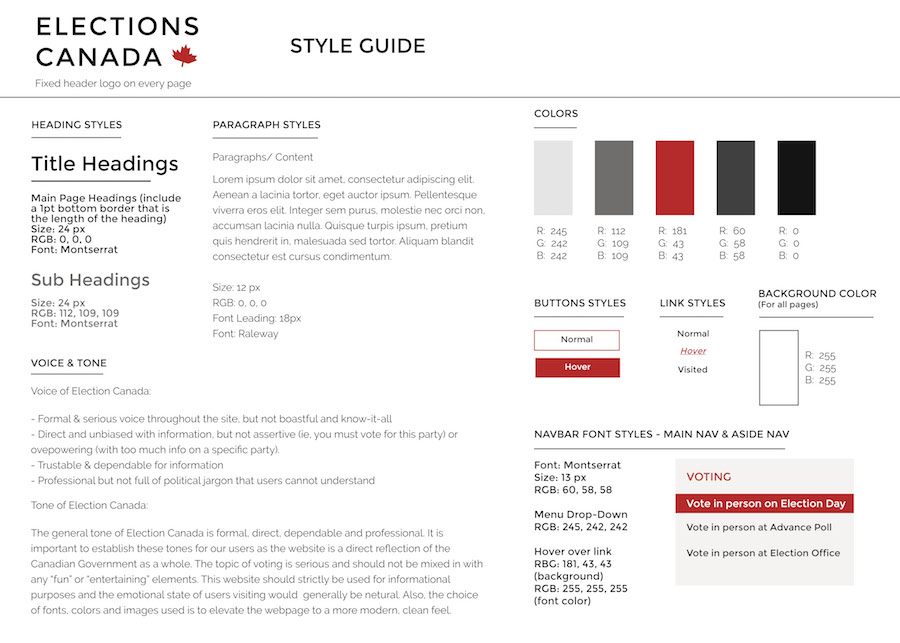 ELECTIONS
CANADA
Fixed header logo on every page
STYLE GUIDE
HEADING STYLES
Title Headings
Main Page Headings (include
a 1pt bottom border that is
the length of the heading)
Size: 24 px
RGB: 0, 0, 0
Font: Montserrat
Sub Headings
Size: 24 px
RGB: 112, 109, 109
Font: Montserrat
PARAGRAPH STYLES
Paragraphs/ Content
Lorem ipsum dolor sit amet, consectetur adipiscing elit.
Aenean a lacinia tortor, eget auctor ipsum. Pellentesque
viverra eros elit. Integer sem purus, molestie nec orci non,
accumsan lacinia nulla. Quisque turpis ipsum, pretium
quis hendrerit in, malesuada sed tortor. Aliquam blandit
consectetur est cursus condimentum.
Size: 12 px
RGB: 0, 0, 0
Font Leading: 18px
Font: Raleway
VOICE & TONE
Voice of Election Canada:
- Formal & serious voice throughout the site, but not boastful and know-it-all
- Direct and unbiased with information, but not assertive (ie, you must vote for this party) or
ovepowering (with too much info on a specific party).
- Trustable & dependable for information
- Professional but not full of political jargon that users cannot understand
Tone of Election Canada:
The general tone of Election Canada is formal, direct, dependable and professional. It is
important to establish these tones for our users as the website is a direct reflection of the
Canadian Government as a whole. The topic of voting is serious and should not be mixed in with
any “fun” or “entertaining” elements. This website should strictly be used for informational
purposes and the emotional state of users visiting would generally be netural. Also, the choice
of fonts, colors and images used is to elevate the webpage to a more modern, clean feel.
COLORS
R: 245
G: 242
B: 242
R: 112
G: 109
B: 109
R: 181
G: 43
B: 43
R: 60
G: 58
B: 58
R: 0
G: 0
B: 0
BUTTONS STYLES
Normal
Hover
LINK STYLES
Normal
Hover
Visited
BACKGROUND COLOR
(For all pages)
R: 255
G: 255
B: 255
NAVBAR FONT STYLES - MAIN NAV & ASIDE NAV
Font: Montserrat
Size: 13 px
RGB: 60, 58, 58
Menu Drop-Down
RGB: 245, 242, 242
Hover over link
RBG: 181, 43, 43
(background)
RGB: 255, 255, 255
(font color)
VOTING
Vote in person on Election Day
Vote in person at Advance Poll
Vote in person at Election Office